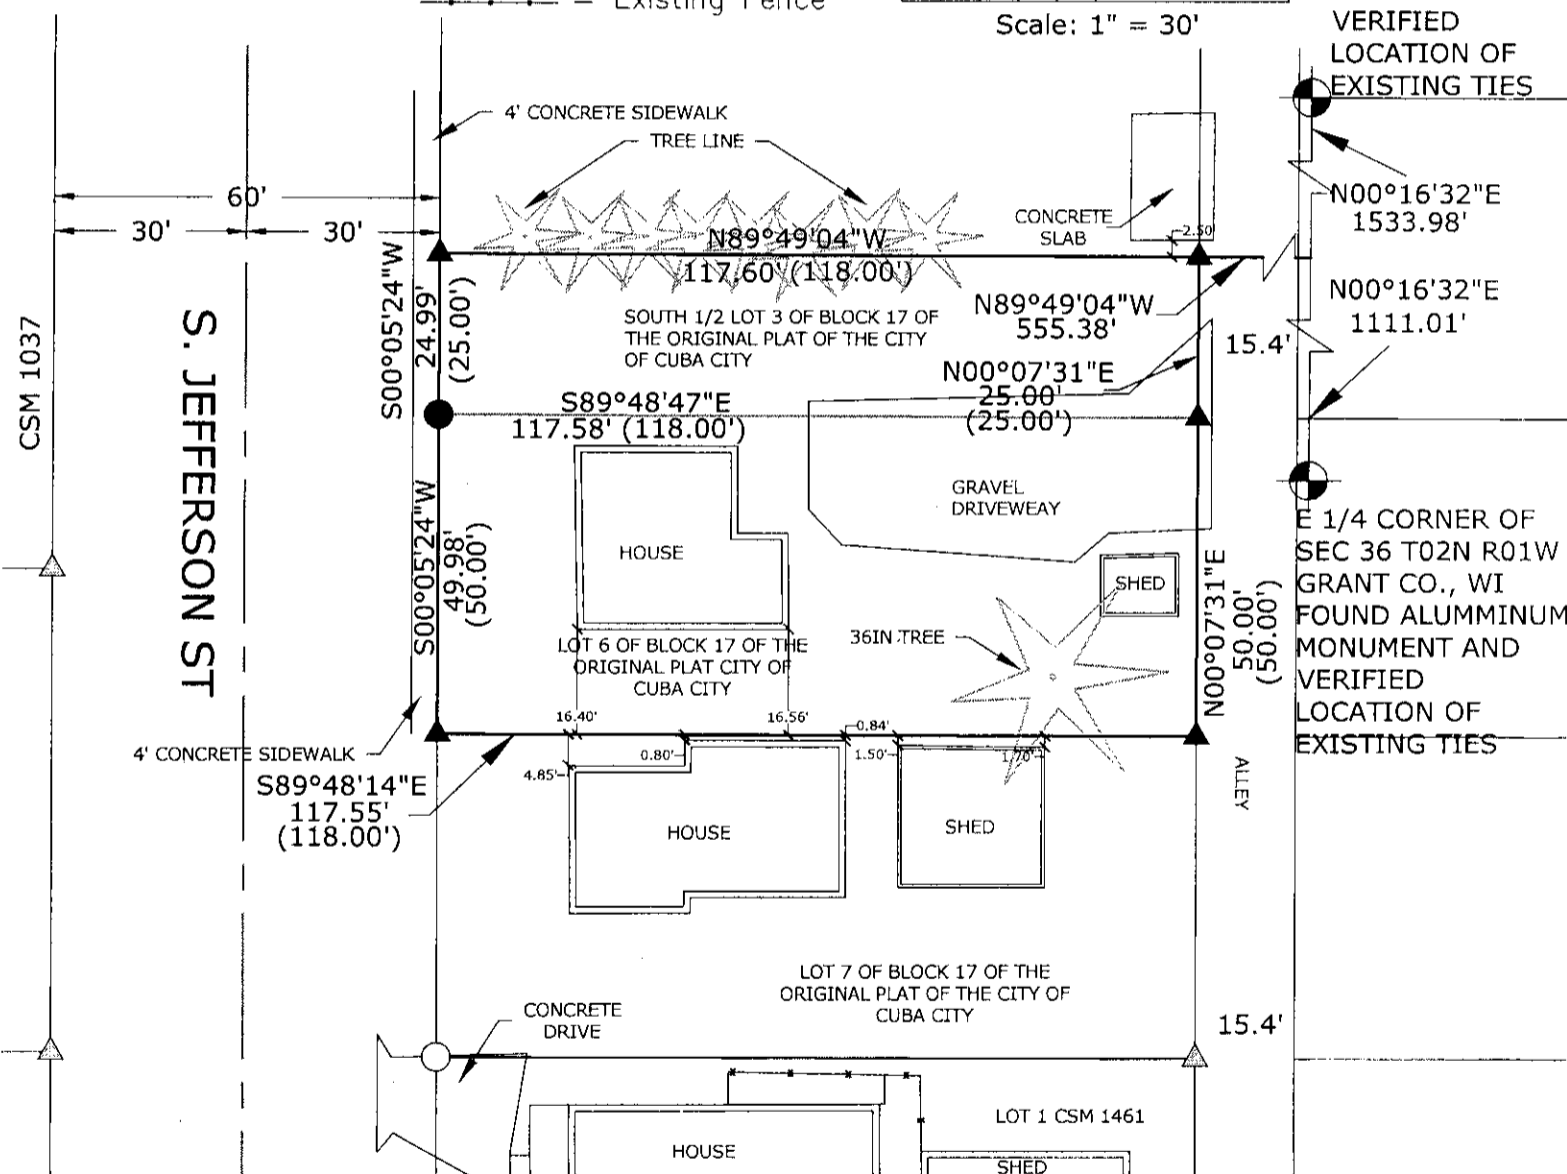 = Existing Fence
Scale: 1" = 30'
VERIFIED
LOCATION OF
EXISTING TIES
4' CONCRETE SIDEWALK
TREE LINE
60'
30'
30'
CONCRETE
SLAB
2.50'
N00°16'32"E
1533.98'
N89°49'04"W
117.60' (118.00')
S00°05'24"W
24.99'
(25.00')
N89°49'04"W
555.38'
N00°16'32"E
1111.01'
SOUTH 1/2 LOT 3 OF BLOCK 17 OF
THE ORIGINAL PLAT OF THE CITY
OF CUBA CITY
15.4'
CSM 1037
S. JEFFERSON ST
N00°07'31"E
25.00'
(25.00')
S89°48'47"E
117.58' (118.00')
GRAVEL
DRIVEWEAY
HOUSE
SHED
S00°05'24"W
49.98'
(50.00')
N00°07'31"E
50.00'
(50.00')
E 1/4 CORNER OF
SEC 36 T02N R01W
GRANT CO., WI
FOUND ALUMMINUM
MONUMENT AND
VERIFIED
LOCATION OF
EXISTING TIES
36IN TREE
LOT 6 OF BLOCK 17 OF THE
ORIGINAL PLAT CITY OF
CUBA CITY
16.40'
16.56'
0.84'
4' CONCRETE SIDEWALK
0.80'
1.50'
1.70'
4.85'
S89°48'14"E
117.55'
(118.00')
ALLEY
HOUSE
SHED
LOT 7 OF BLOCK 17 OF THE
ORIGINAL PLAT OF THE CITY OF
CUBA CITY
CONCRETE
DRIVE
15.4'
LOT 1 CSM 1461
HOUSE
SHED